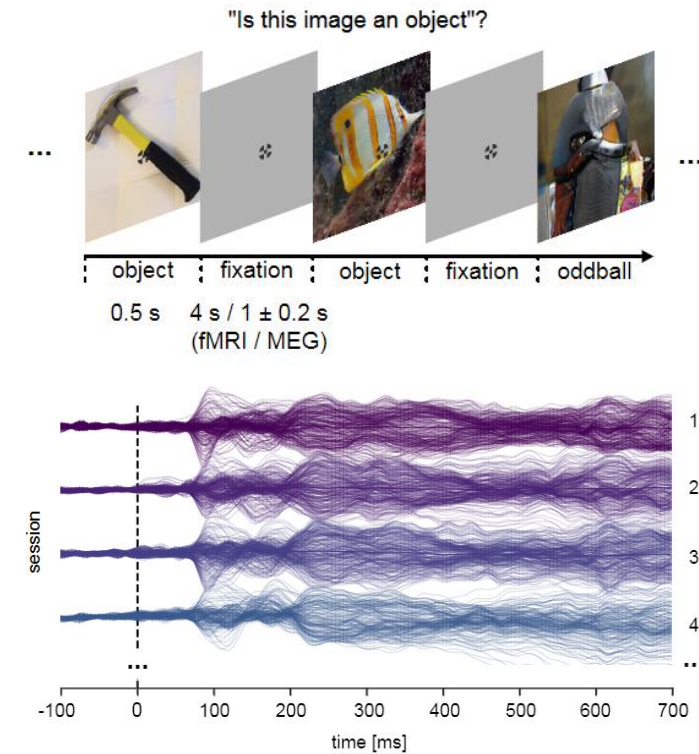 "Is this image an object"?
... ...
object fixation object fixation oddball
0.5 s 4 s / 1 ± 0.2 s
(fMRI / MEG)
1
2
3
4
session
... ...
-100 0 100 200 300 400 500 600 700
time [ms]